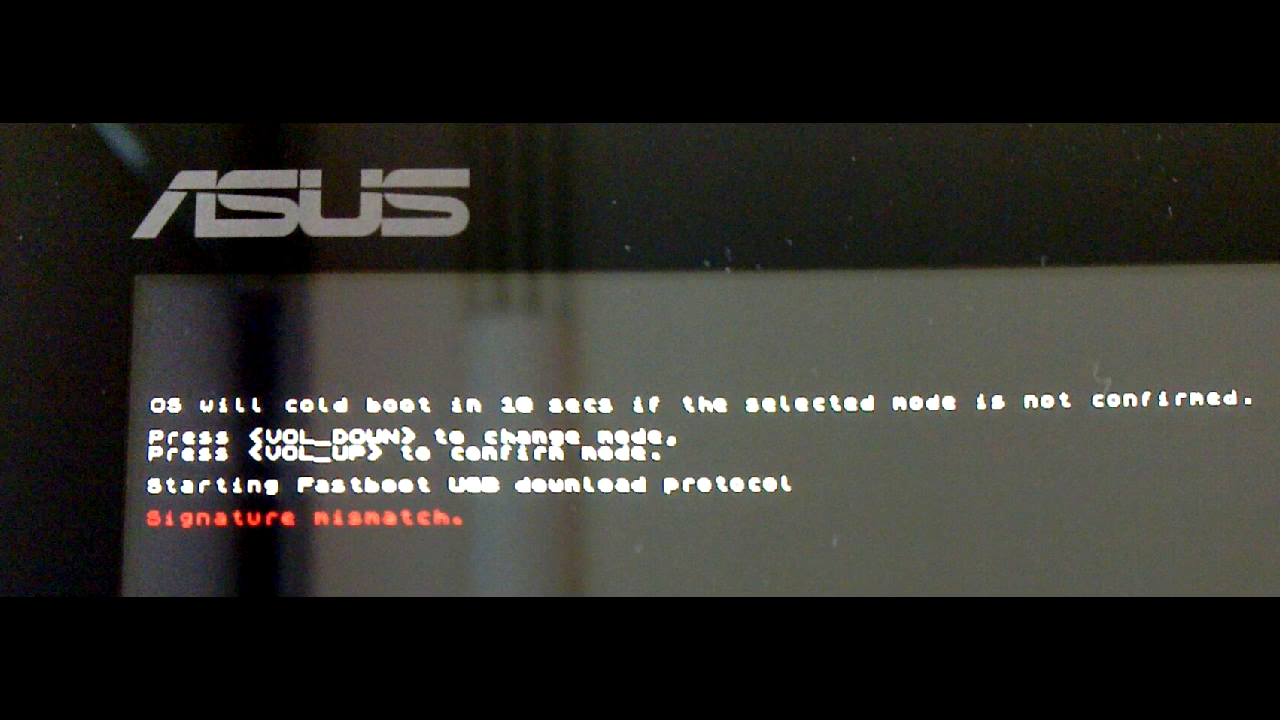 ASUS
OS will cold boot in 10 secs if the selected mode is not confirmed.
Press <VOL_DOWN> to change mode.
Press <VOL_UP> to confirm mode.
Starting Fastboot USB download protocol
Signature mismatch.